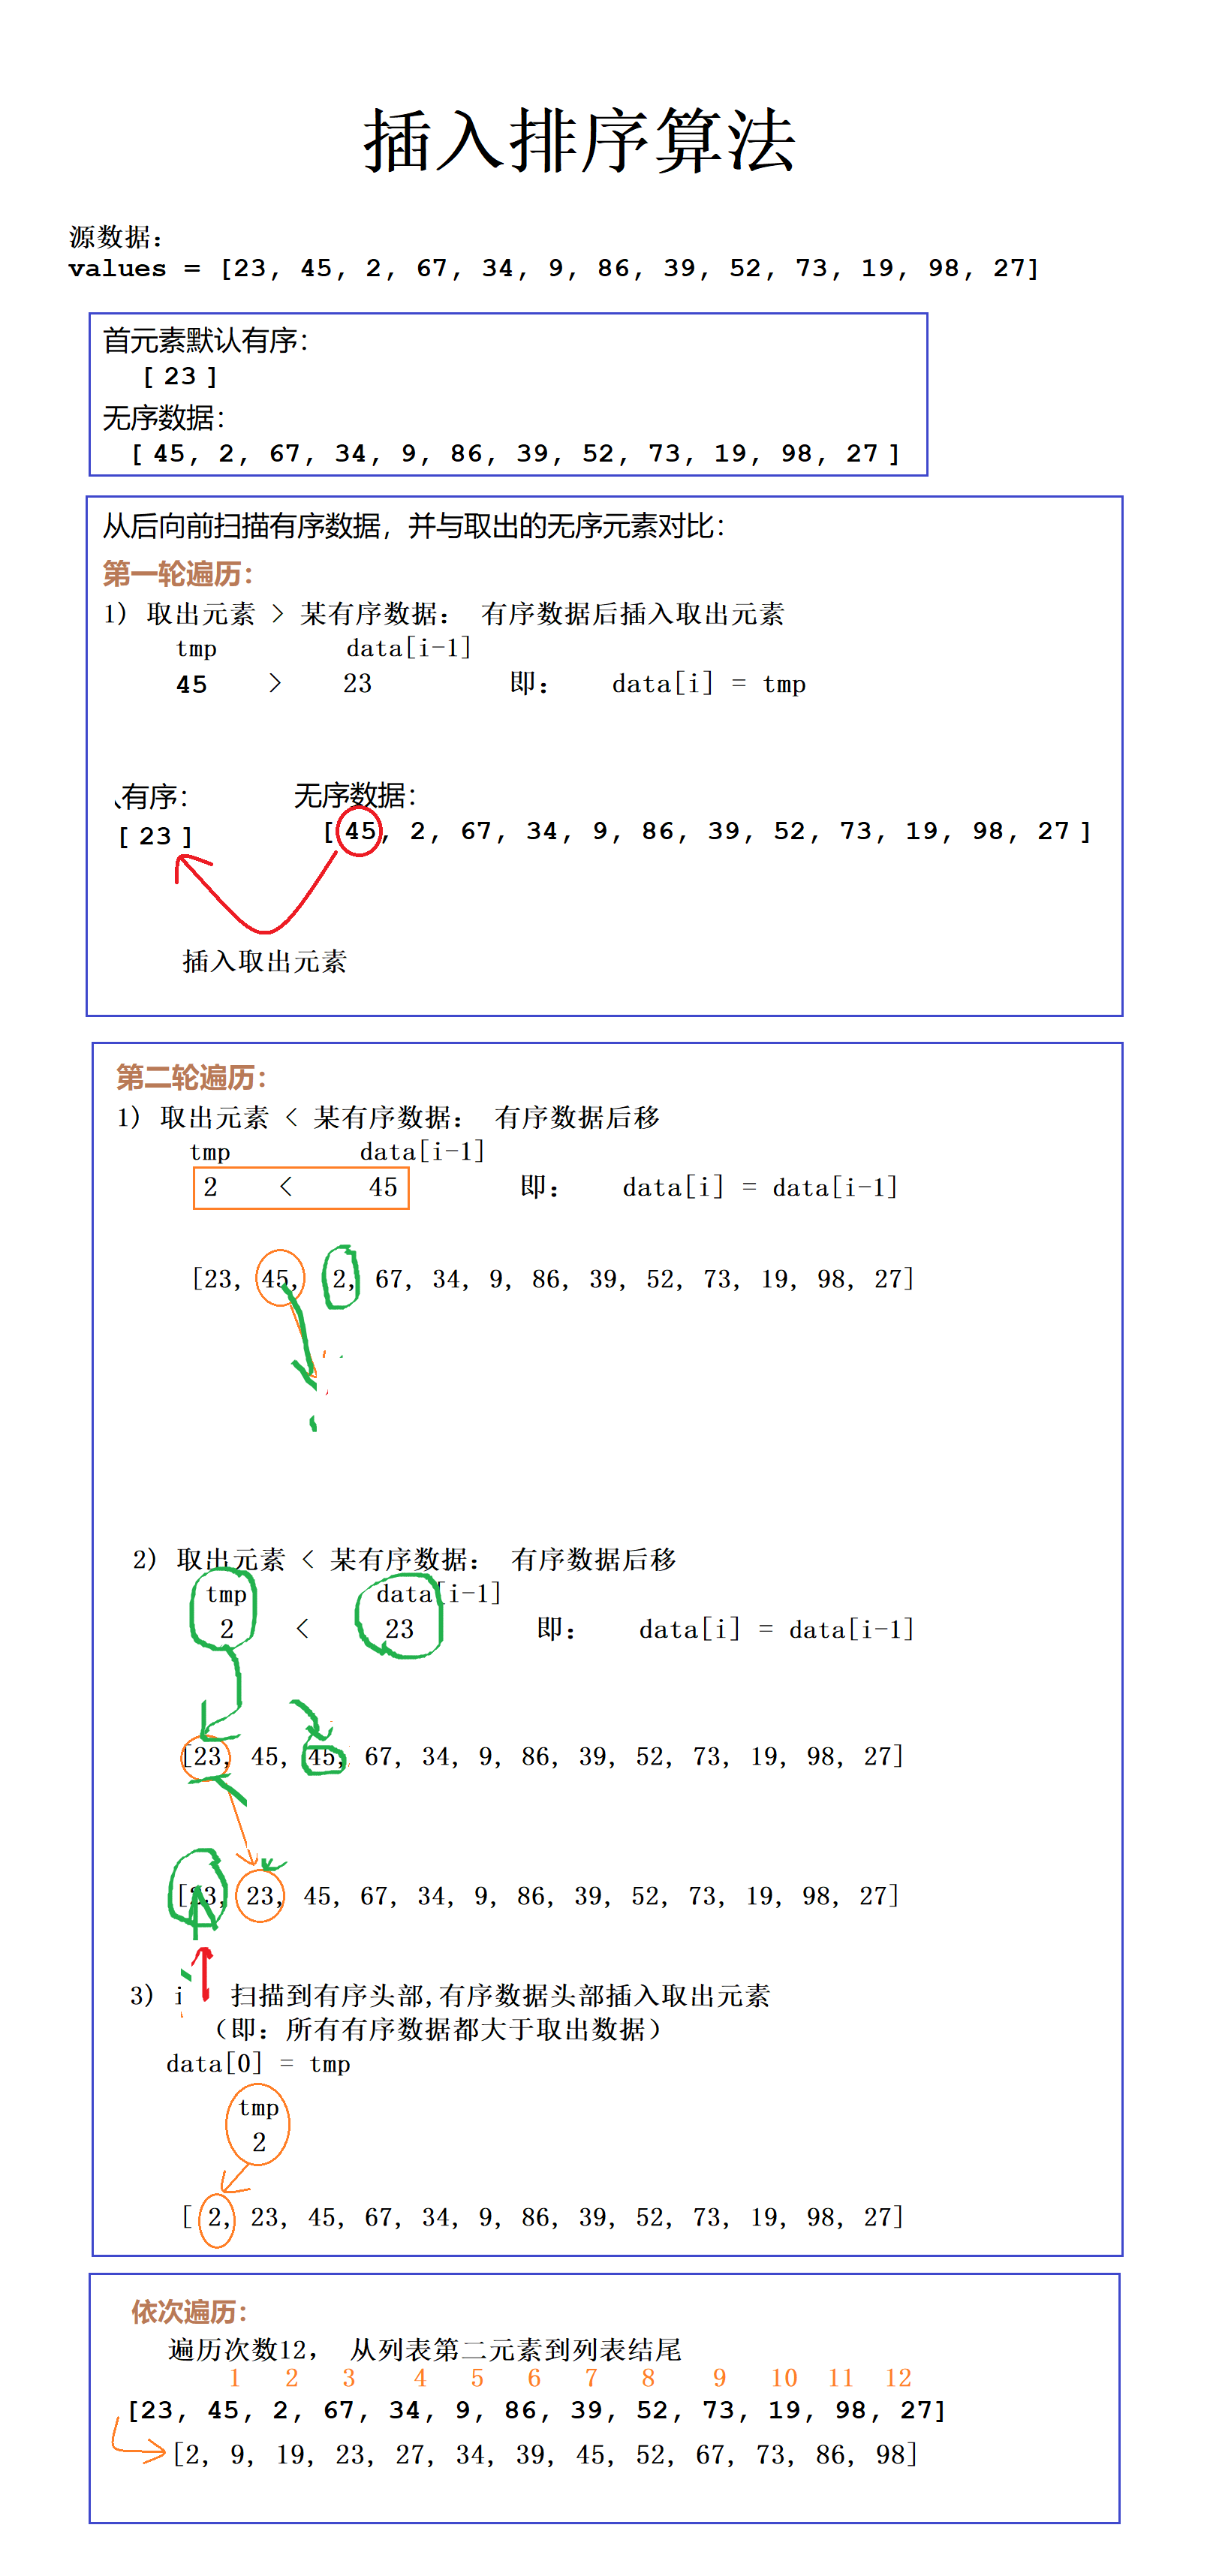 插入排序算法
源数据：
values = [23, 45, 2, 67, 34, 9, 86, 39, 52, 73, 19, 98, 27]
首元素默认有序：
[ 23 ]
无序数据：
[ 45, 2, 67, 34, 9, 86, 39, 52, 73, 19, 98, 27 ]
从后向前扫描有序数据，并与取出的无序元素对比：
第一轮遍历：
1) 取出元素 > 某有序数据： 有序数据后插入取出元素
tmp data[i-1]
45 > 23 即： data[i] = tmp
有序： 无序数据：
[ 23 ] [ 45, 2, 67, 34, 9, 86, 39, 52, 73, 19, 98, 27 ]
插入取出元素
第二轮遍历：
1) 取出元素 < 某有序数据： 有序数据后移
tmp data[i-1]
2 < 45 即： data[i] = data[i-1]
[23, 45, 2, 67, 34, 9, 86, 39, 52, 73, 19, 98, 27]
2) 取出元素 < 某有序数据： 有序数据后移
tmp data[i-1]
2 < 23 即： data[i] = data[i-1]
[23, 45, 45, 67, 34, 9, 86, 39, 52, 73, 19, 98, 27]
[23, 23, 45, 67, 34, 9, 86, 39, 52, 73, 19, 98, 27]
3) i 扫描到有序头部,有序数据头部插入取出元素
（即：所有有序数据都大于取出数据）
data[0] = tmp
tmp
2
[ 2, 23, 45, 67, 34, 9, 86, 39, 52, 73, 19, 98, 27]
依次遍历：
遍历次数12， 从列表第二元素到列表结尾
1 2 3 4 5 6 7 8 9 10 11 12
[23, 45, 2, 67, 34, 9, 86, 39, 52, 73, 19, 98, 27]
[2, 9, 19, 23, 27, 34, 39, 45, 52, 67, 73, 86, 98]